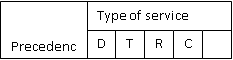 Type of service
Precedenc D T R C